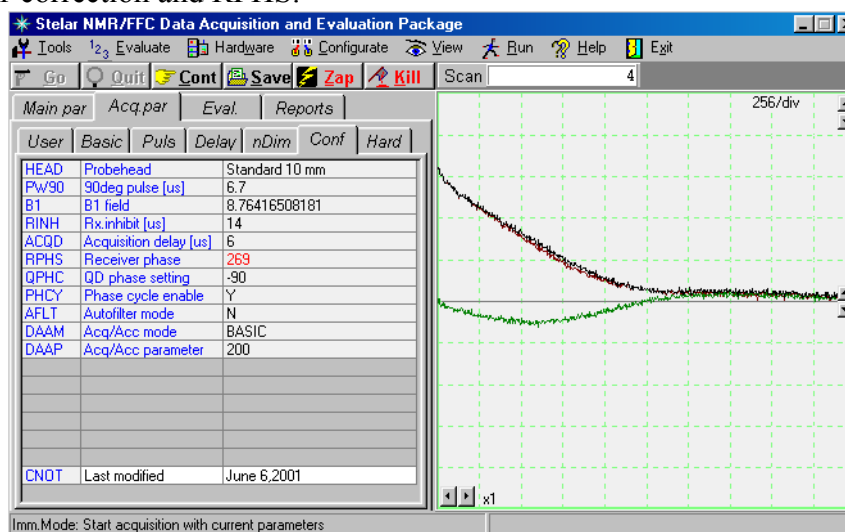 r correction and RPHS.
Stelar NMR/FFC Data Acquisition and Evaluation Package
Tools 123 Evaluate Hardware Configurate View Run Help Exit
Go Quit Cont Save Zap Kill Scan 4
Main par Acq.par Eval. Reports
User Basic Puls Delay nDim Conf Hard
256/div
HEAD Probehead Standard 10 mm
PW90 90deg pulse [us] 6.7
B1 B1 field 8.76416508181
RINH Rx.inhibit [us] 14
ACQD Acquisition delay [us] 6
RPHS Receiver phase 269
QPHC QD phase setting -90
PHCY Phase cycle enable Y
AFLT Autofilter mode N
DAAM Acq/Acc mode BASIC
DAAP Acq/Acc parameter 200
CNOT Last modified June 6,2001
x1
Imm.Mode: Start acquisition with current parameters